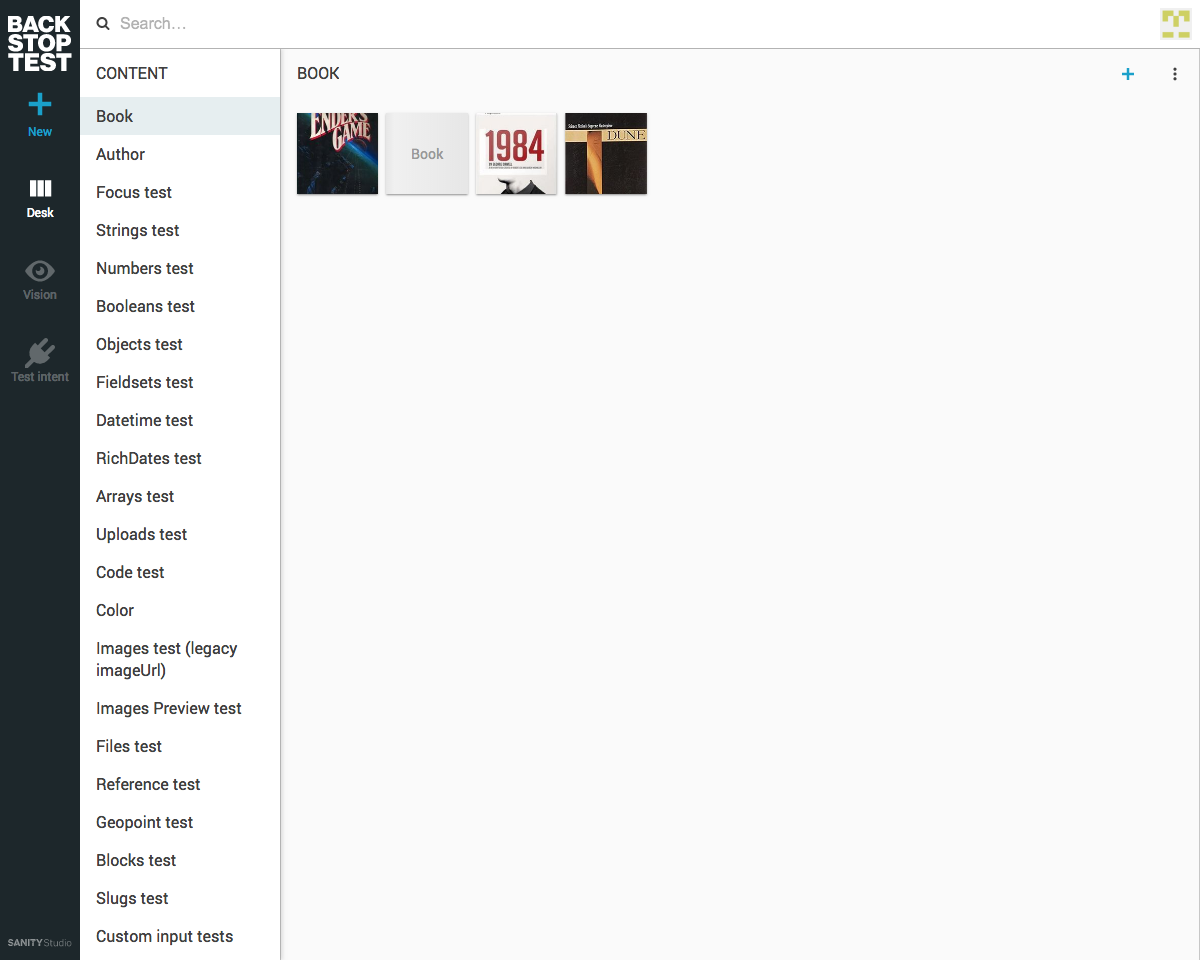 BACK
STOP
TEST
Search...
New
Desk
Vision
Test intent
SANITY Studio
CONTENT
Book
Author
Focus test
Strings test
Numbers test
Booleans test
Objects test
Fieldsets test
Datetime test
RichDates test
Arrays test
Uploads test
Code test
Color
Images test (legacy
imageUrl)
Images Preview test
Files test
Reference test
Geopoint test
Blocks test
Slugs test
Custom input tests
BOOK
ENDER'S
GAME
Book
1984
BY GEORGE ORWELL
DUNE